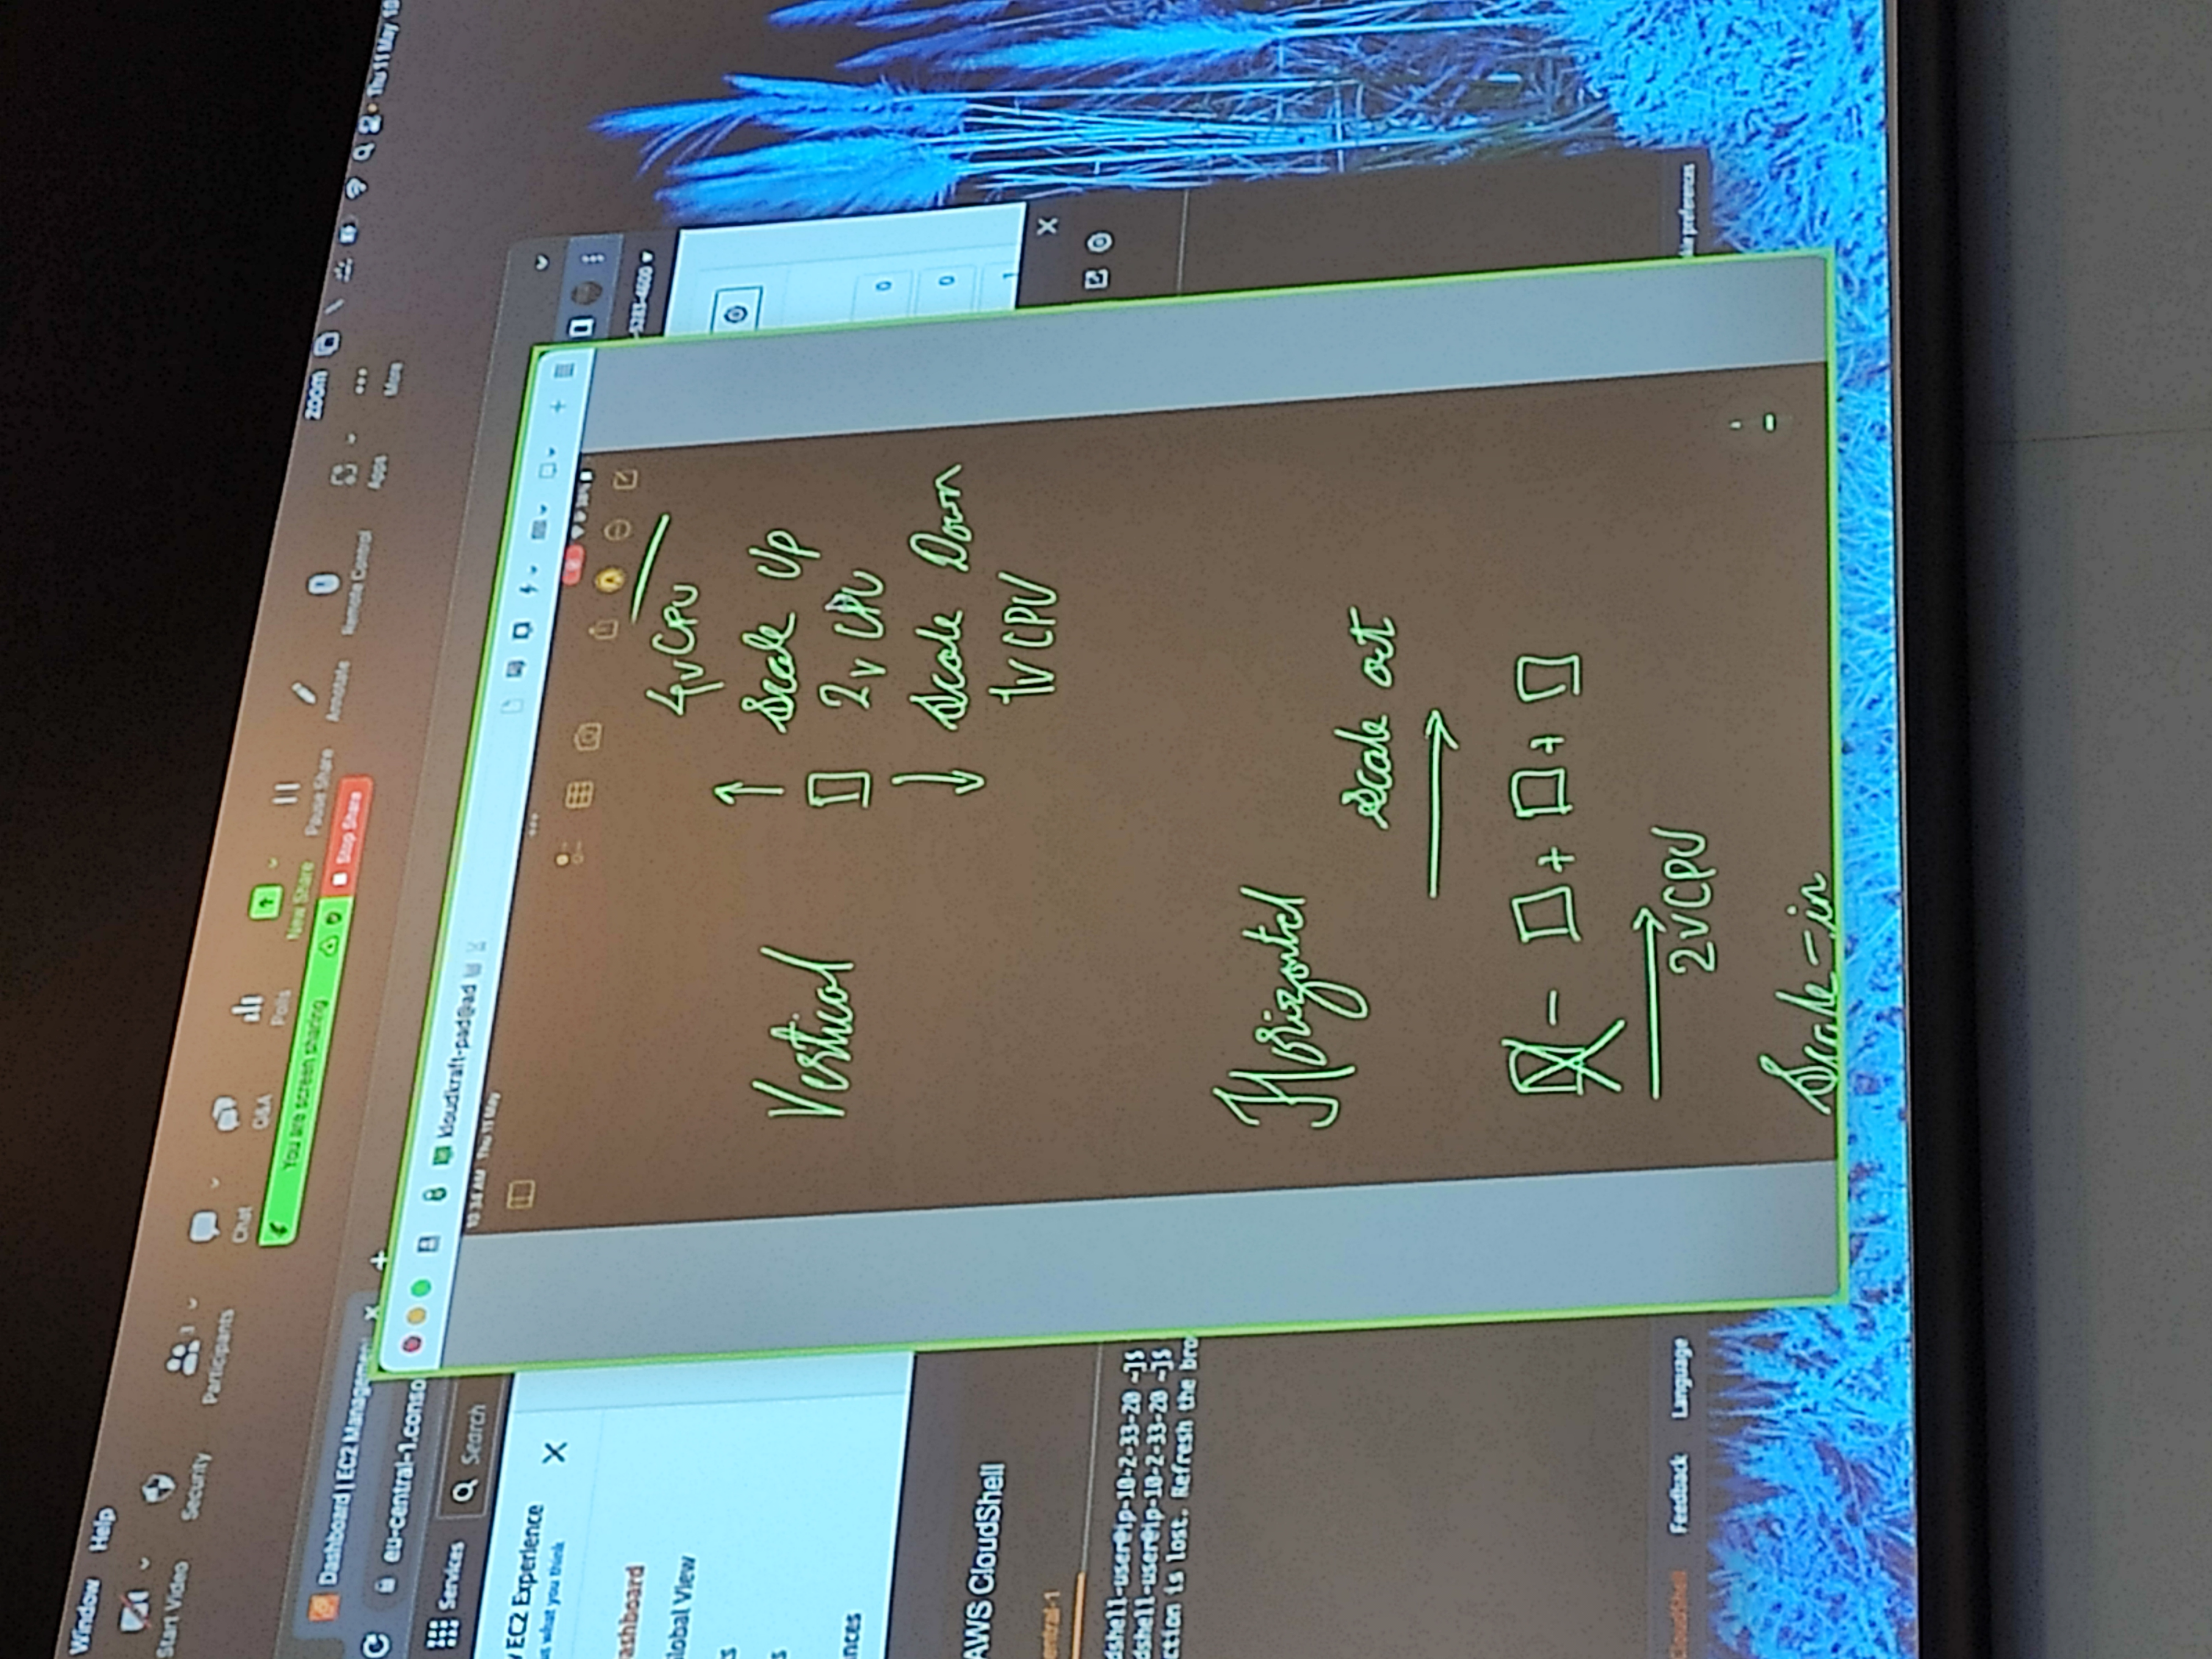 Window Help
Start Video
Security
Participants 3
Chat
Q&A
Polls
New Share
Pause Share
Annotate
Remote Control
Apps
More
You are screen sharing
Stop Share
zoom
Thu 11 May
Dashboard | EC2 Managemen
eu-central-1.conso
Services
Search
EC2 Experience
us what you think
ashboard
lobal View
nces
kloudkraft-pad@ad
10:34 AM Thu 11 May
4vCPU
Scale Up
Vertical
2vCPU
Scale Down
1vCPU
-5283-4600
0
0
AWS CloudShell
entral-1
dshell-user@ip-10-2-33-20 ~]$
dshell-user@ip-10-2-33-20 ~]$
ction is lost. Refresh the bro
Horizontal
Scale out
- + +
2vCPU
Scale-in
CloudShell Feedback Language
kie preferences